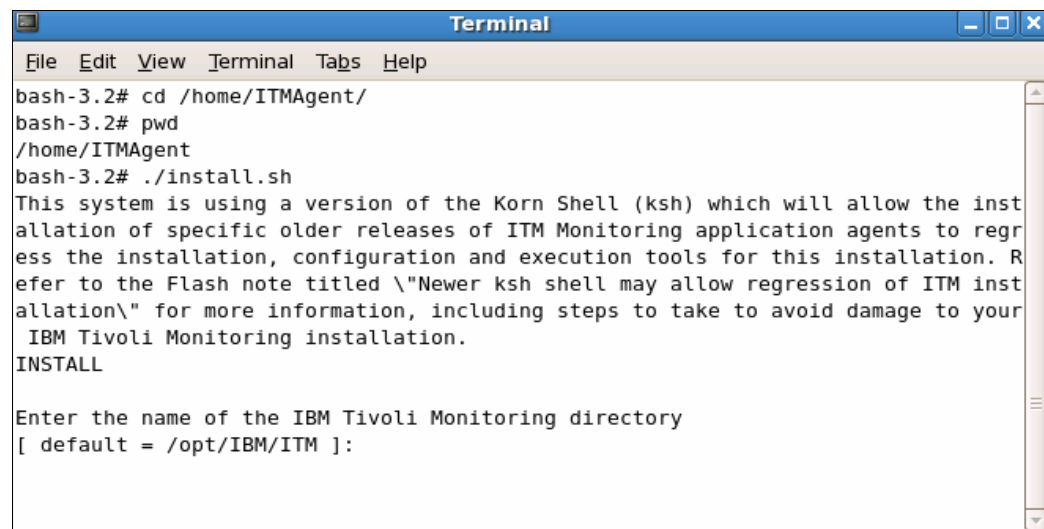 Terminal
File Edit View Terminal Tabs Help
bash-3.2# cd /home/ITMAgent/
bash-3.2# pwd
/home/ITMAgent
bash-3.2# ./install.sh
This system is using a version of the Korn Shell (ksh) which will allow the inst
allation of specific older releases of ITM Monitoring application agents to regr
ess the installation, configuration and execution tools for this installation. R
efer to the Flash note titled \"Newer ksh shell may allow regression of ITM inst
allation\" for more information, including steps to take to avoid damage to your
 IBM Tivoli Monitoring installation.
INSTALL
Enter the name of the IBM Tivoli Monitoring directory
[ default = /opt/IBM/ITM ]: